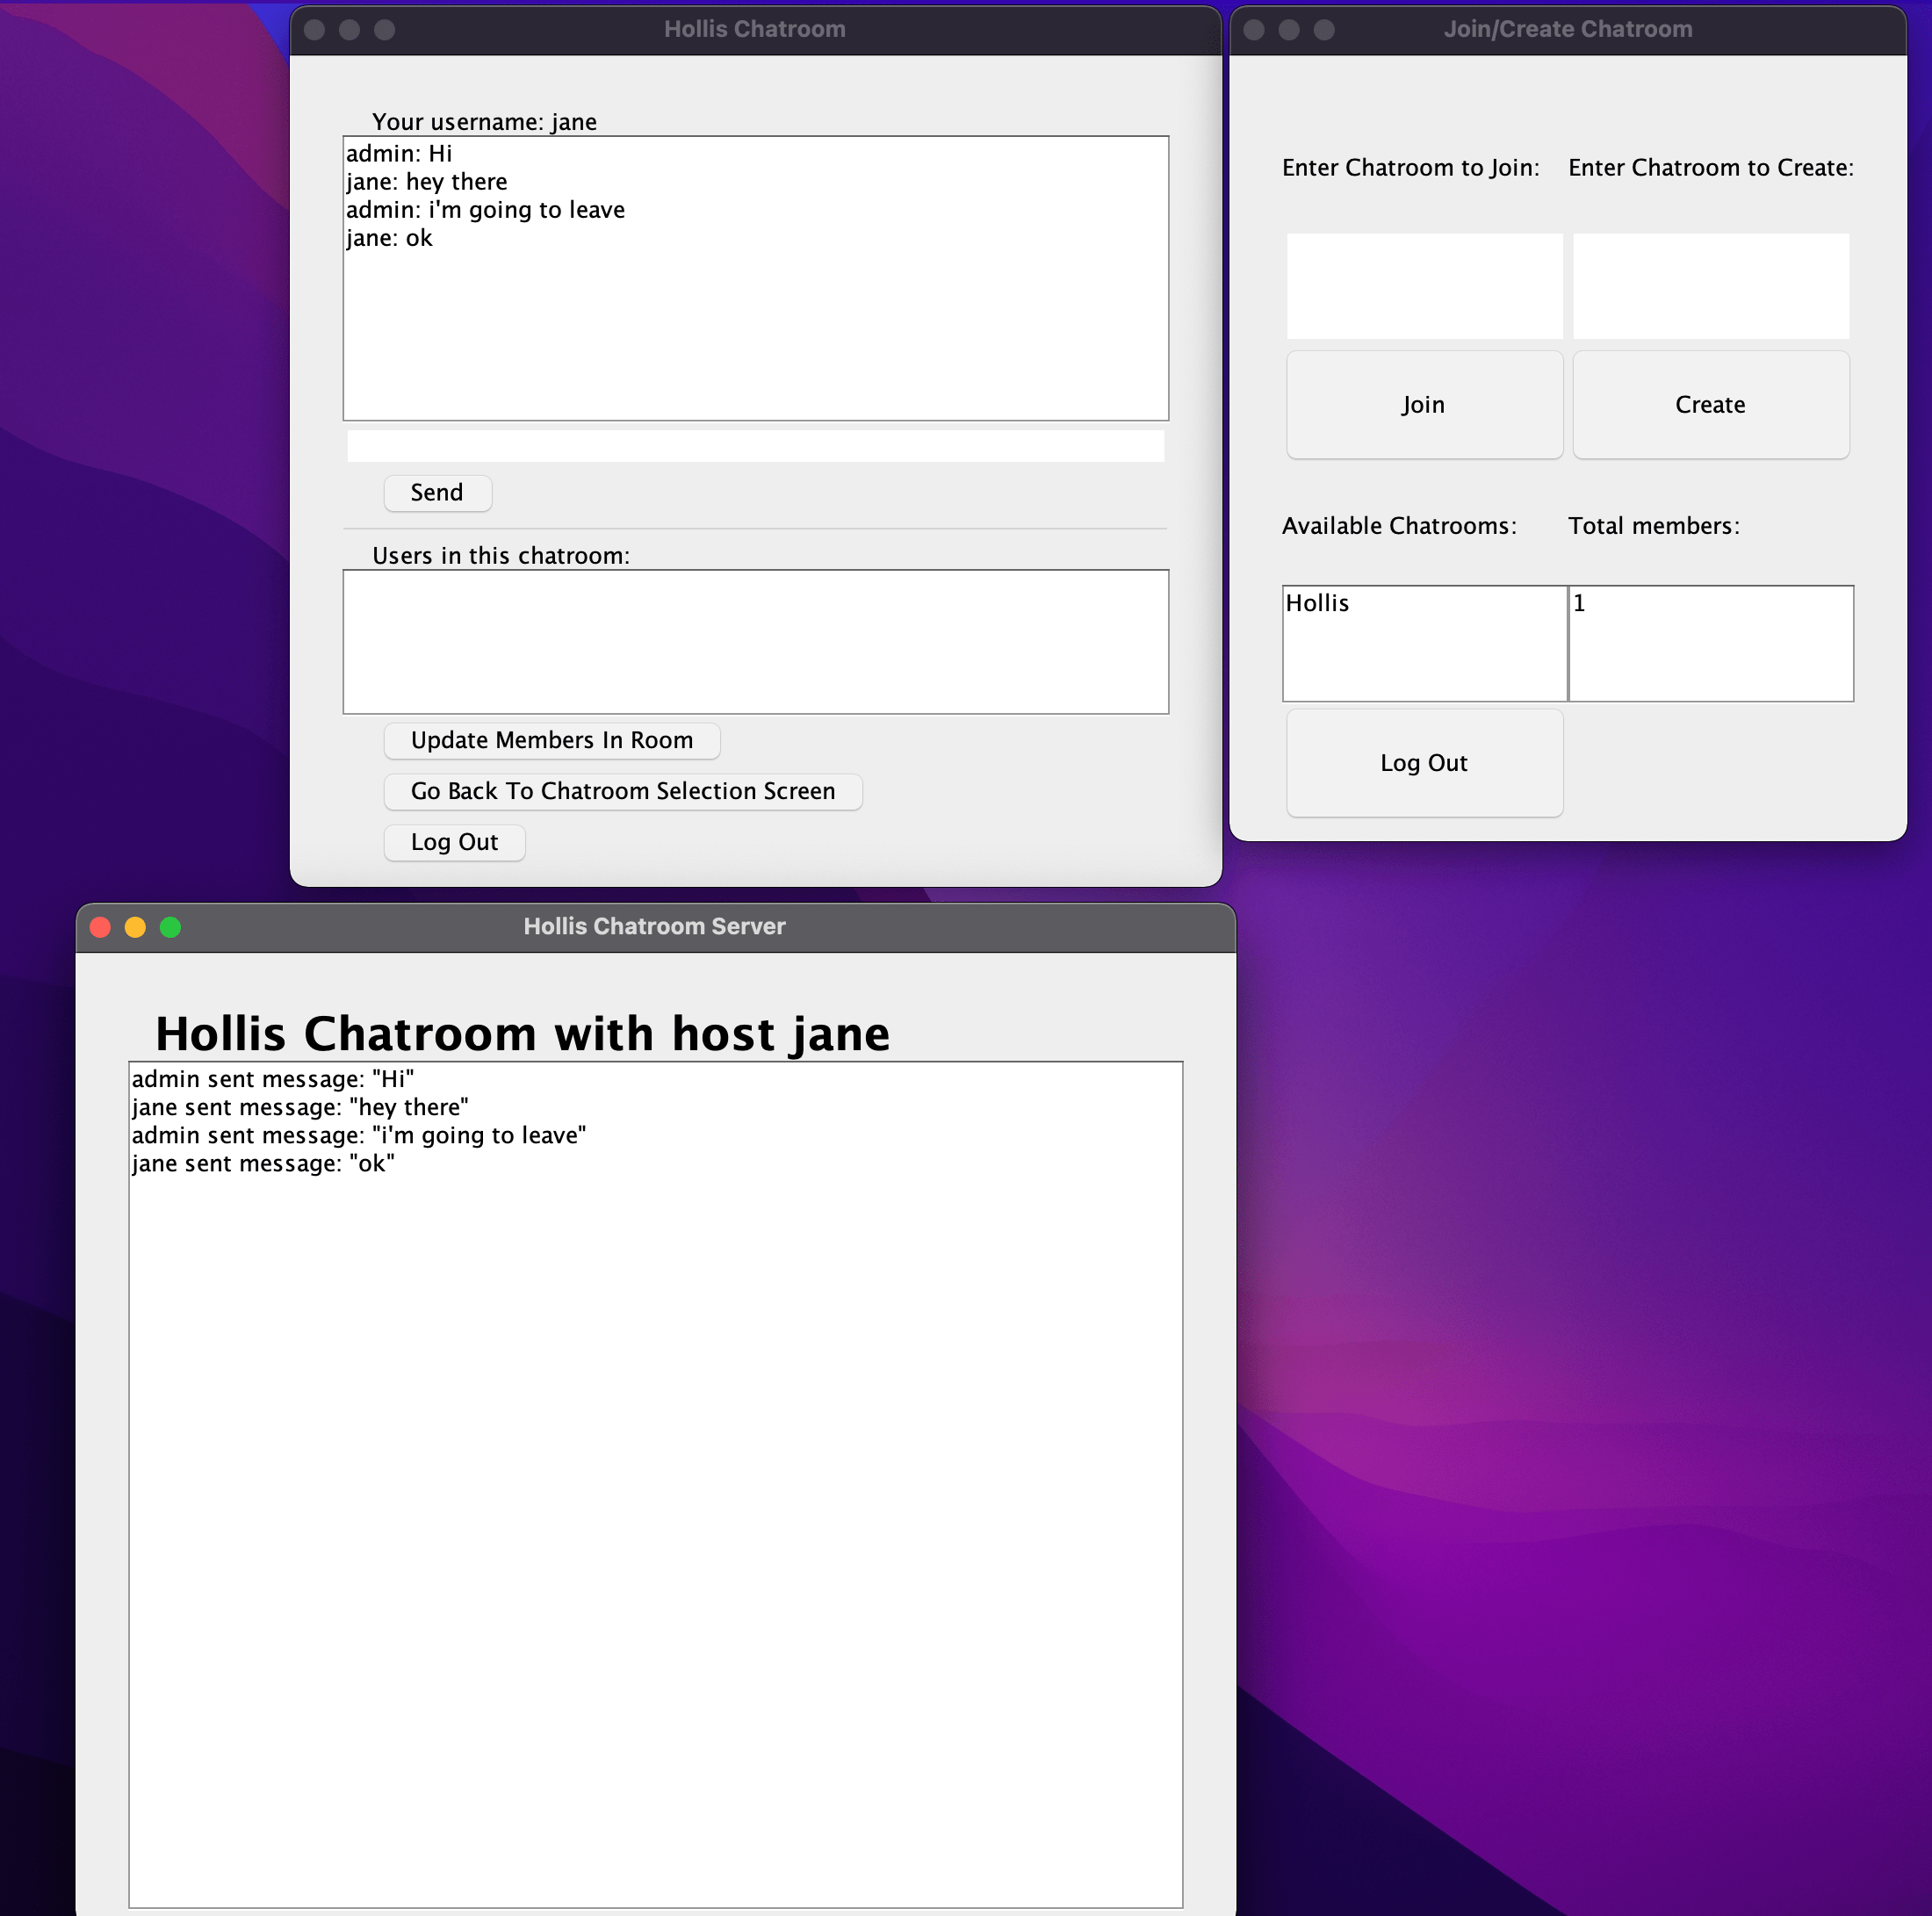 Hollis Chatroom
Your username: jane
admin: Hi
jane: hey there
admin: i'm going to leave
jane: ok
Send
Users in this chatroom:
Update Members In Room
Go Back To Chatroom Selection Screen
Log Out
Join/Create Chatroom
Enter Chatroom to Join: Enter Chatroom to Create:
Join Create
Available Chatrooms: Total members:
Hollis 1
Log Out
Hollis Chatroom Server
Hollis Chatroom with host jane
admin sent message: "Hi"
jane sent message: "hey there"
admin sent message: "i'm going to leave"
jane sent message: "ok"